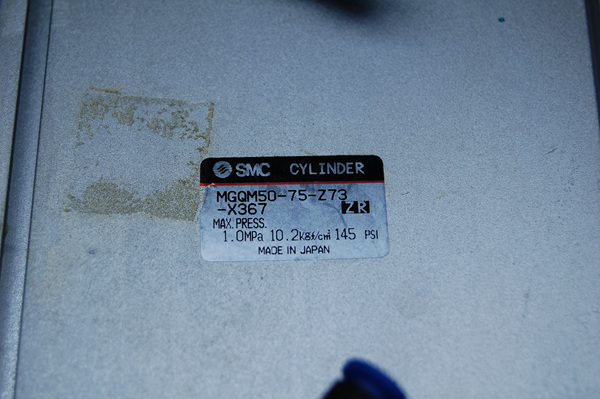 SMC CYLINDER
MGQM50-75-Z73
-X367 ZR
MAX. PRESS.
1.0MPa 10.2kgf/cm² 145 PSI
MADE IN JAPAN